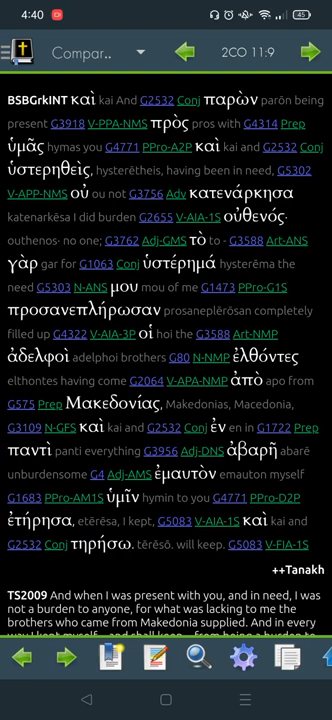 4:40 45
Compar... 2CO 11:9
BSBGrkINT καὶ kai And G2532 Conj παρὼν parōn being
present G3918 V-PPA-NMS πρὸς pros with G4314 Prep
ὑμᾶς hymas you G4771 PPro-A2P καὶ kai and G2532 Conj
ὑστερηθεὶς, hysterētheis, having been in need, G5302
V-APP-NMS οὐ ou not G3756 Adv κατενάρκησα
katenarkēsa I did burden G2655 V-AIA-1S οὐθενός·
outhenos· no one; G3762 Adj-GMS τὸ to - G3588 Art-ANS
γὰρ gar for G1063 Conj ὑστέρημά hysterēma the
need G5303 N-ANS μου mou of me G1473 PPro-G1S
προσανεπλήρωσαν prosaneplērōsan completely
filled up G4322 V-AIA-3P οἱ hoi the G3588 Art-NMP
ἀδελφοὶ adelphoi brothers G80 N-NMP ἐλθόντες
elthontes having come G2064 V-APA-NMP ἀπὸ apo from
G575 Prep Μακεδονίας, Makedonias, Macedonia,
G3109 N-GFS καὶ kai and G2532 Conj ἐν en in G1722 Prep
παντὶ panti everything G3956 Adj-DNS ἀβαρῆ abarē
unburdensome G4 Adj-AMS ἐμαυτὸν emauton myself
G1683 PPro-AM1S ὑμῖν hymin to you G4771 PPro-D2P
ἐτήρησα, etērēsa, I kept, G5083 V-AIA-1S καὶ kai and
G2532 Conj τηρήσω. tērēsō. will keep. G5083 V-FIA-1S
++Tanakh
TS2009 And when I was present with you, and in need, I was
not a burden to anyone, for what was lacking to me the
brothers who came from Makedonia supplied. And in every
way I kept myself – and shall keep – from being a burden to